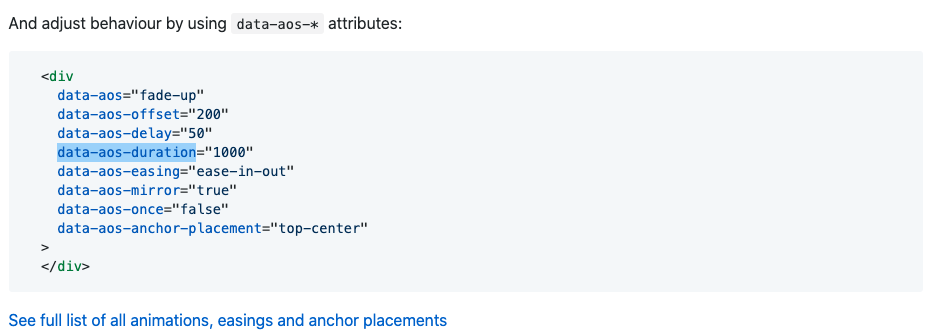 And adjust behaviour by using data-aos-* attributes:
<div
data-aos="fade-up"
data-aos-offset="200"
data-aos-delay="50"
data-aos-duration="1000"
data-aos-easing="ease-in-out"
data-aos-mirror="true"
data-aos-once="false"
data-aos-anchor-placement="top-center"
>
</div>
See full list of all animations, easings and anchor placements